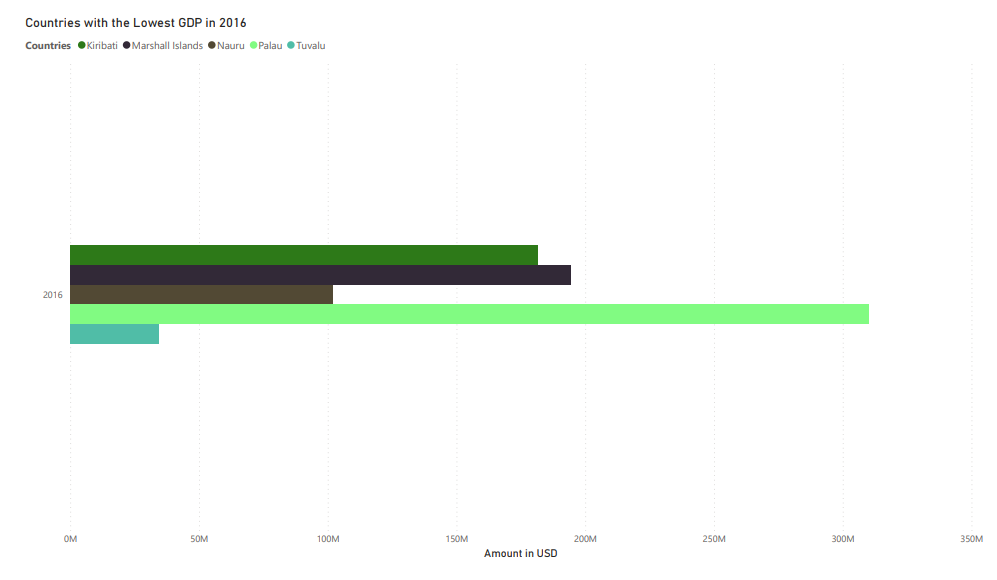 Countries with the Lowest GDP in 2016
Countries Kiribati Marshall Islands Nauru Palau Tuvalu
2016
0M 50M 100M 150M 200M 250M 300M 350M
Amount in USD